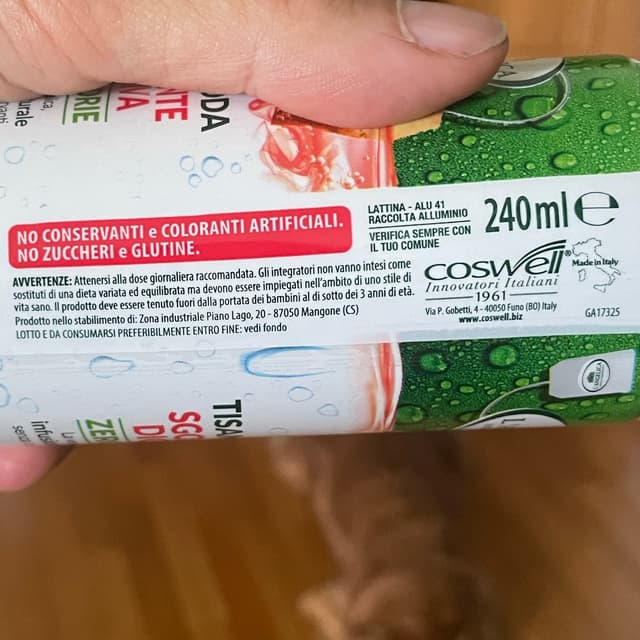 NO CONSERVANTI e COLORANTI ARTIFICIALI.
NO ZUCCHERI e GLUTINE.
AVVERTENZE: Attenersi alla dose giornaliera raccomandata. Gli integratori non vanno intesi come
sostituti di una dieta variata ed equilibrata ma devono essere impiegati nell'ambito di uno stile di
vita sano. Il prodotto deve essere tenuto fuori dalla portata dei bambini al di sotto dei 3 anni di età.
Prodotto nello stabilimento di: Zona industriale Piano Lago, 20 - 87050 Mangone (CS)
LOTTO E DA CONSUMARSI PREFERIBILMENTE ENTRO FINE: vedi fondo
LATTINA - ALU 41
RACCOLTA ALLUMINIO
VERIFICA SEMPRE CON
IL TUO COMUNE
240ml e
coswell®
Innovatori Italiani
1961
Via P. Gobetti, 4 - 40050 Funo (BO) Italy
www.coswell.biz
Made in Italy
GA17325
L'ANGELICA